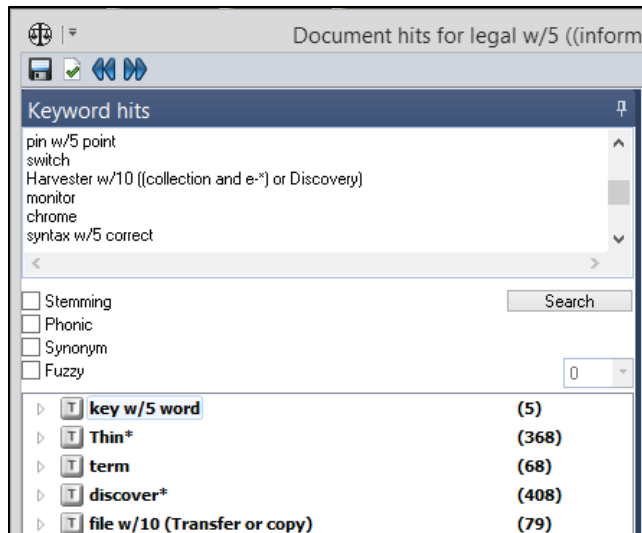 Document hits for legal w/5 ((inform
Keyword hits
pin w/5 point
switch
Harvester w/10 ((collection and e-*) or Discovery)
monitor
chrome
syntax w/5 correct
Stemming
Search
Phonic
Synonym
Fuzzy
0
T key w/5 word (5)
T Thin* (368)
T term (68)
T discover* (408)
T file w/10 (Transfer or copy) (79)